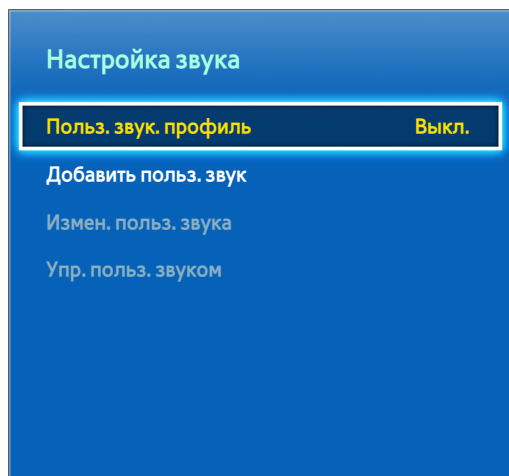 Настройка звука
Польз. звук. профиль Выкл.
Добавить польз. звук
Измен. польз. звука
Упр. польз. звуком